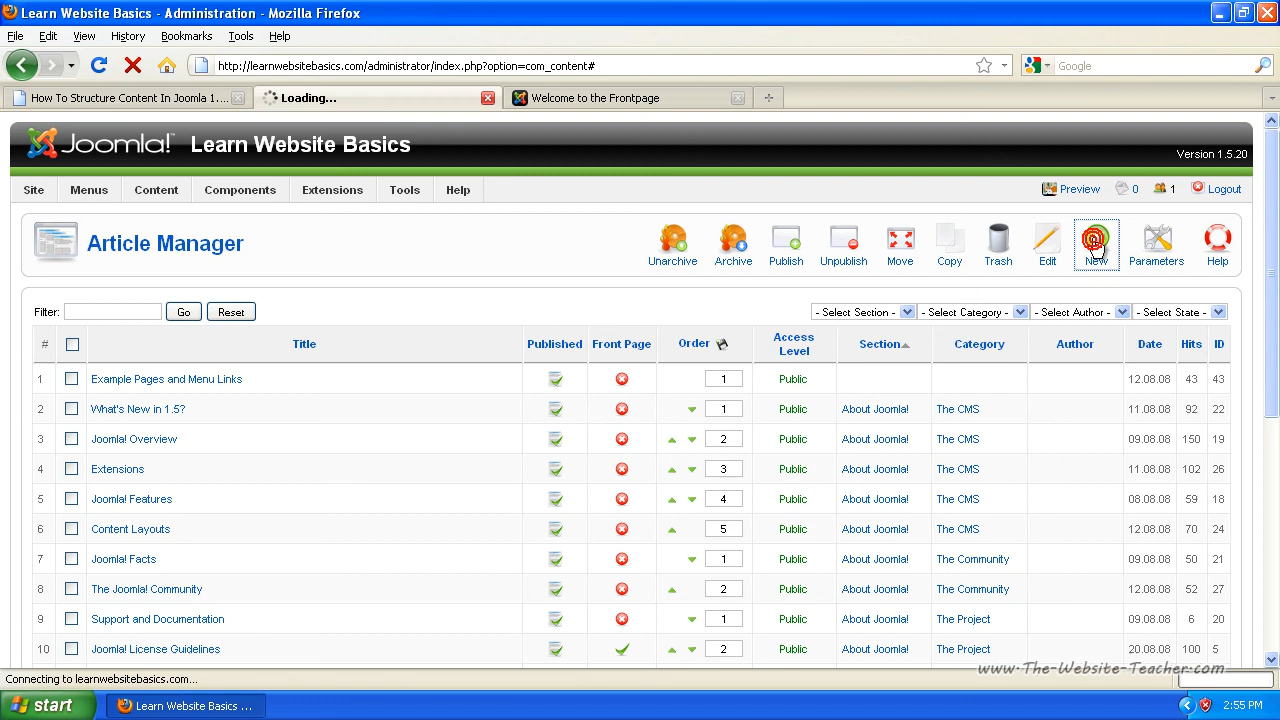 Learn Website Basics - Administration - Mozilla Firefox
File Edit View History Bookmarks Tools Help
http://learnwebsitebasics.com/administrator/index.php?option=com_content#
Google
How To Structure Content In Joomla 1....
Loading...
Welcome to the Frontpage
Joomla! Learn Website Basics
Version 1.5.20
Site Menus Content Components Extensions Tools Help
Preview 0 1 Logout
Article Manager
Unarchive Archive Publish Unpublish Move Copy Trash Edit New Parameters Help
Filter: Go Reset - Select Section - - Select Category - - Select Author - - Select State -
# Title Published Front Page Order Access Level Section Category Author Date Hits ID
1 Example Pages and Menu Links 1 Public 12.08.08 43 43
2 What's New in 1.5? 1 Public About Joomla! The CMS 11.08.08 92 22
3 Joomla! Overview 2 Public About Joomla! The CMS 09.08.08 150 19
4 Extensions 3 Public About Joomla! The CMS 11.08.08 102 26
5 Joomla! Features 4 Public About Joomla! The CMS 08.08.08 59 18
6 Content Layouts 5 Public About Joomla! The CMS 12.08.08 70 24
7 Joomla! Facts 1 Public About Joomla! The Community 09.08.08 50 21
8 The Joomla! Community 2 Public About Joomla! The Community 12.08.08 52 27
9 Support and Documentation 1 Public About Joomla! The Project 09.08.08 6 20
10 Joomla! License Guidelines 2 Public About Joomla! The Project 20.08.08 100 5
www.The-Website-Teacher.com
Connecting to learnwebsitebasics.com...
start Learn Website Basics ... 2:55 PM